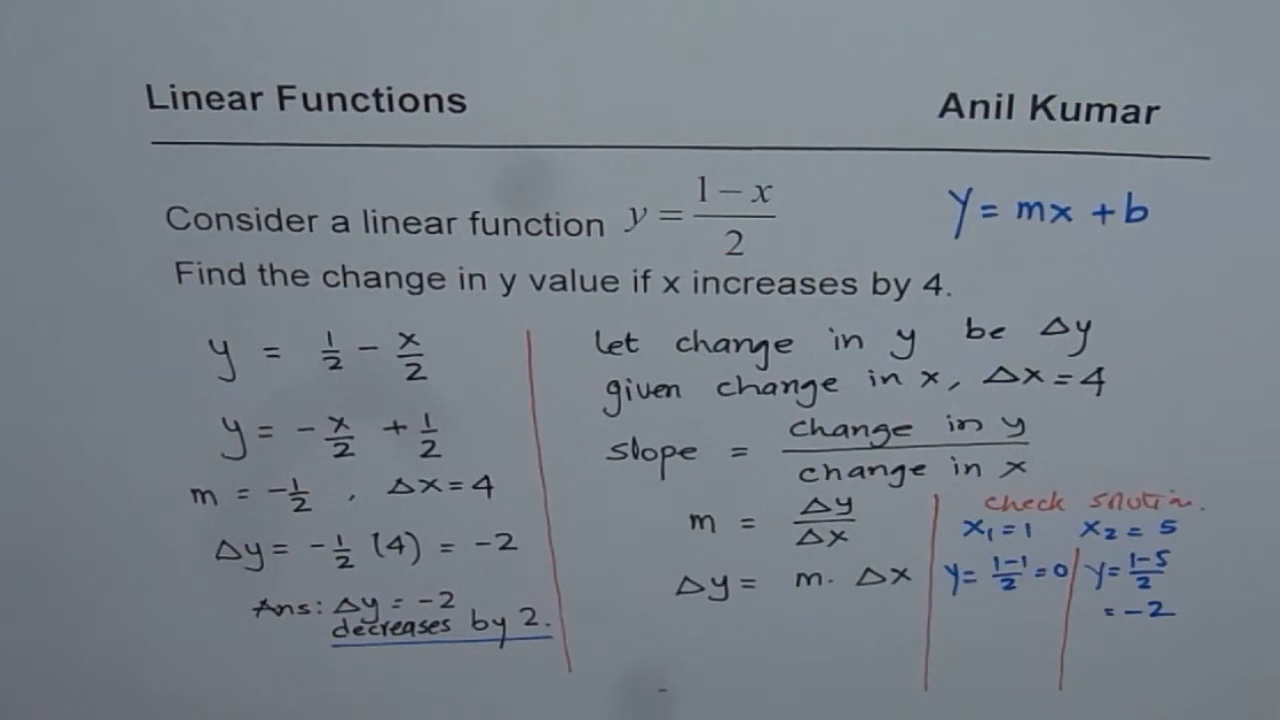 Linear Functions
Anil Kumar
Consider a linear function y = (1 − x)/2
y = mx + b
Find the change in y value if x increases by 4.
y = 1/2 − x/2
y = − x/2 + 1/2
m = −1/2 , Δx = 4
Δy = −1/2 (4) = −2
Ans: Δy = −2
decreases by 2.
let change in y be Δy
given change in x, Δx = 4
slope = change in y / change in x
m = Δy/Δx
Δy = m. Δx
check
x₁ = 1 x₂ = 5
y = (1−1)/2 = 0 y = (1−5)/2
= −2